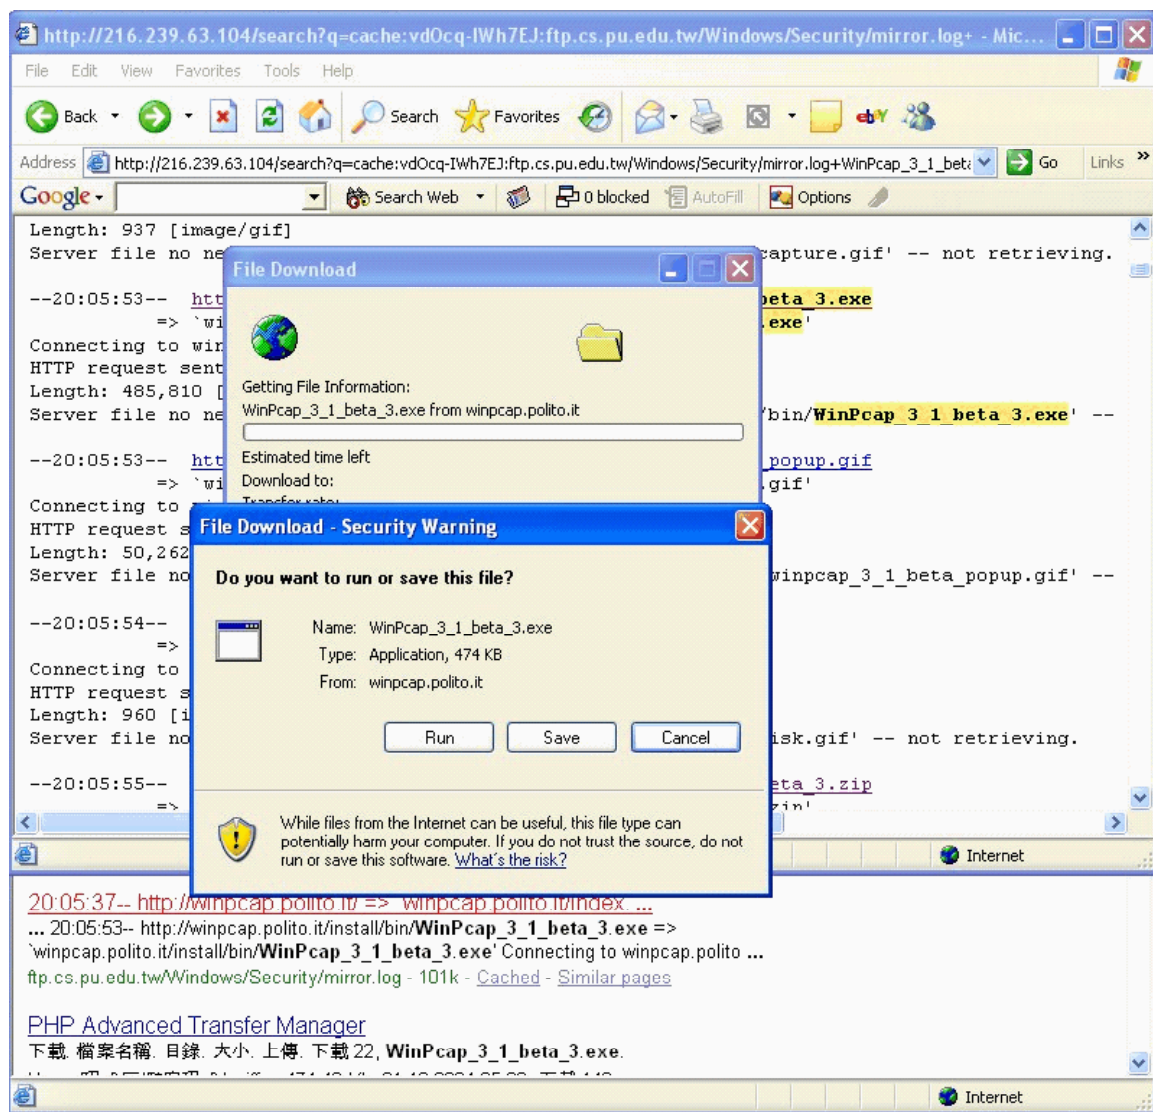 http://216.239.63.104/search?q=cache:vdOcq-IWh7EJ:ftp.cs.pu.edu.tw/Windows/Security/mirror.log+ - Mic...
File Edit View Favorites Tools Help
Back Search Favorites ebY
Address http://216.239.63.104/search?q=cache:vdOcq-IWh7EJ:ftp.cs.pu.edu.tw/Windows/Security/mirror.log+WinPcap_3_1_beta Go Links »
Google Search Web 0 blocked AutoFill Options
Length: 937 [image/gif]
Server file no ne capture.gif' -- not retrieving.
--20:05:53-- htt beta_3.exe
=> `wi .exe'
Connecting to win
HTTP request sent
Length: 485,810 [
Server file no ne /bin/WinPcap_3_1_beta_3.exe' --
--20:05:53-- htt _popup.gif
=> `wi .gif'
Connecting to
HTTP request s
Length: 50,262
Server file no winpcap_3_1_beta_popup.gif' --
--20:05:54--
=>
Connecting to
HTTP request s
Length: 960 [i
Server file no isk.gif' -- not retrieving.
--20:05:55-- eta_3.zip
=> zip'
File Download
Getting File Information:
WinPcap_3_1_beta_3.exe from winpcap.polito.it
Estimated time left
Download to:
Transfer rate:
File Download - Security Warning
Do you want to run or save this file?
Name: WinPcap_3_1_beta_3.exe
Type: Application, 474 KB
From: winpcap.polito.it
Run Save Cancel
While files from the Internet can be useful, this file type can
potentially harm your computer. If you do not trust the source, do not
run or save this software. What's the risk?
Internet
20:05:37-- http://winpcap.polito.it/ => `winpcap.polito.it/index. ...
... 20:05:53-- http://winpcap.polito.it/install/bin/WinPcap_3_1_beta_3.exe =>
`winpcap.polito.it/install/bin/WinPcap_3_1_beta_3.exe' Connecting to winpcap.polito ...
ftp.cs.pu.edu.tw/Windows/Security/mirror.log - 101k - Cached - Similar pages
PHP Advanced Transfer Manager
下載. 檔案名稱. 目錄. 大小. 上傳. 下載 22, WinPcap_3_1_beta_3.exe.
Internet